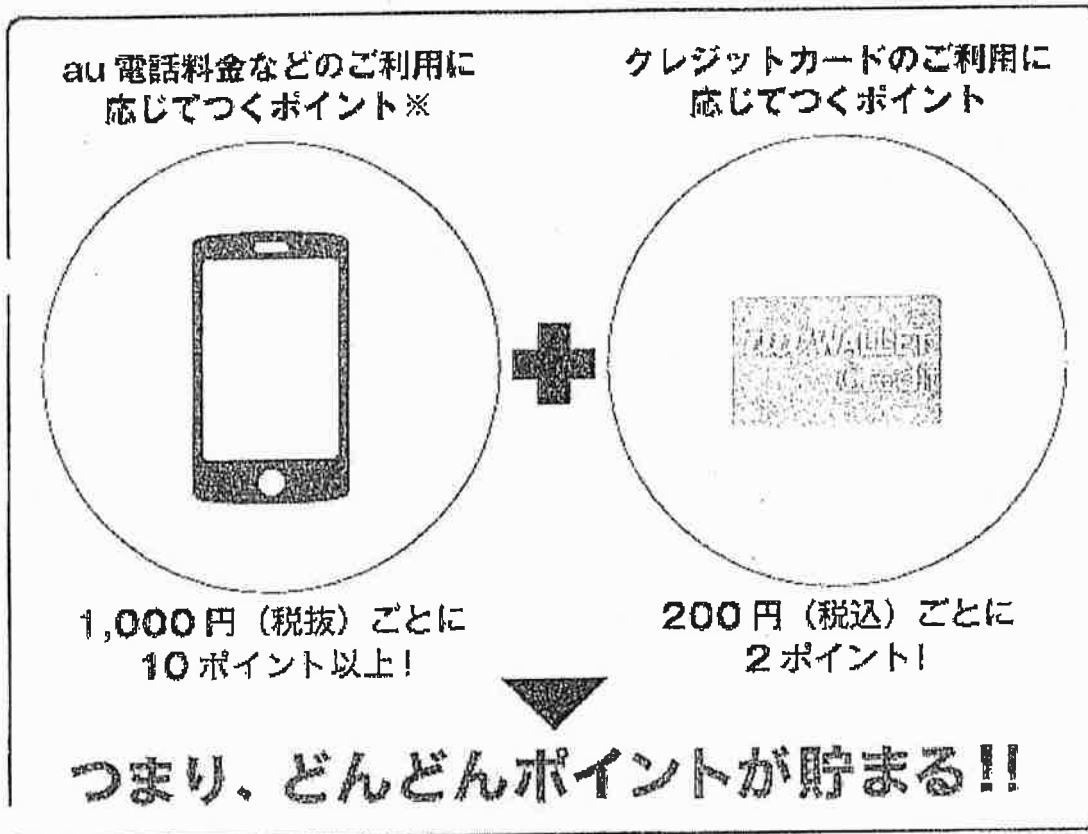 au 電話料金などのご利用に
応じてつくポイント※
クレジットカードのご利用に
応じてつくポイント
WALLET
Credit
1,000円（税抜）ごとに
10ポイント以上！
200円（税込）ごとに
2ポイント！
つまり、どんどんポイントが貯まる!!